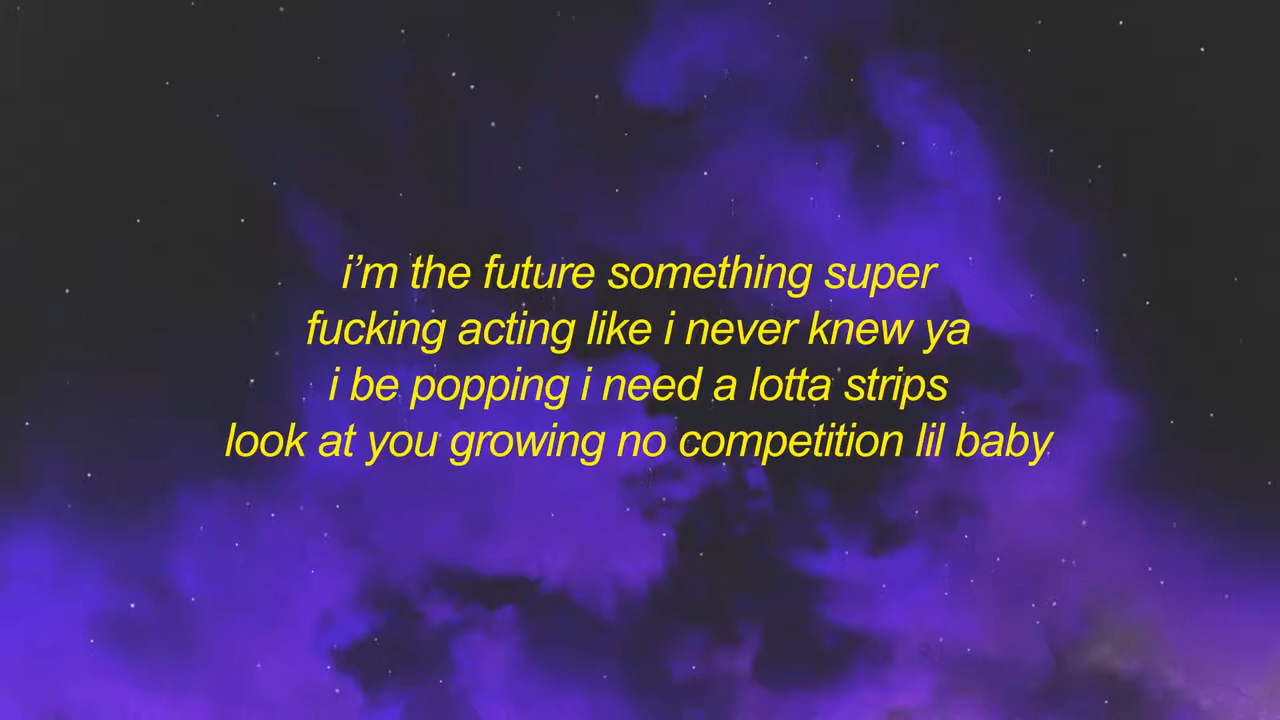 i’m the future something super
fucking acting like i never knew ya
i be popping i need a lotta strips
look at you growing no competition lil baby